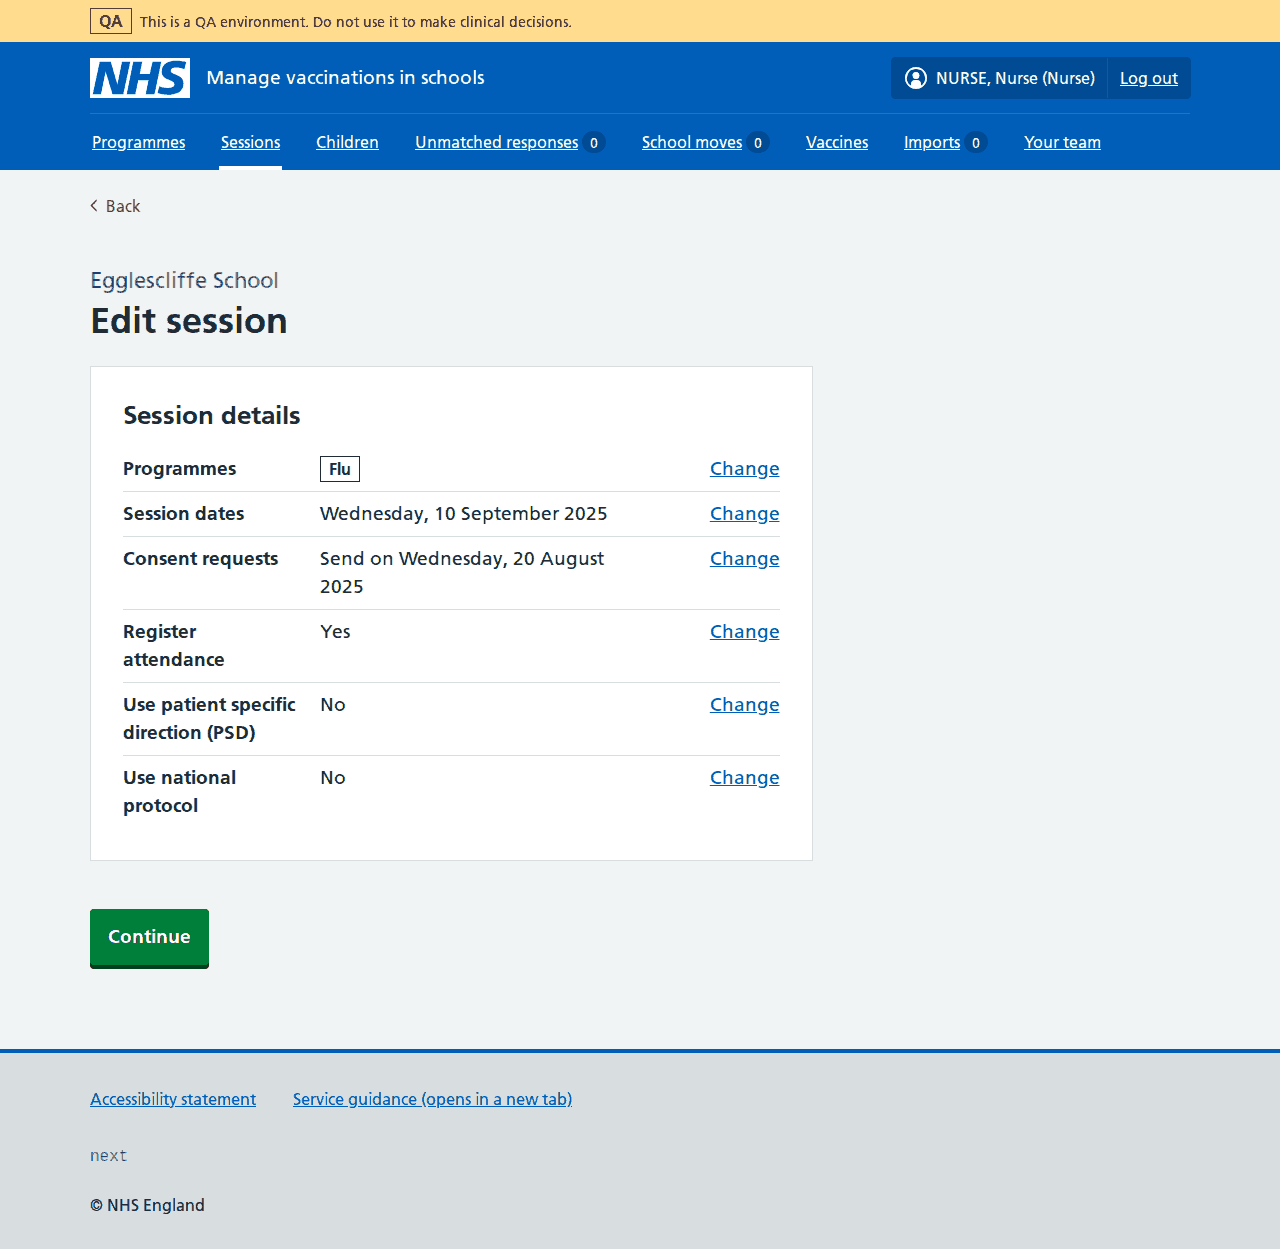 QA This is a QA environment. Do not use it to make clinical decisions.
NHS Manage vaccinations in schools NURSE, Nurse (Nurse) Log out
Programmes Sessions Children Unmatched responses 0 School moves 0 Vaccines Imports 0 Your team
Back
Egglescliffe School
Edit session
Session details
Programmes Flu Change
Session dates Wednesday, 10 September 2025 Change
Consent requests Send on Wednesday, 20 August Change
2025
Register Yes Change
attendance
Use patient specific No Change
direction (PSD)
Use national No Change
protocol
Continue
Accessibility statement Service guidance (opens in a new tab)
next
© NHS England